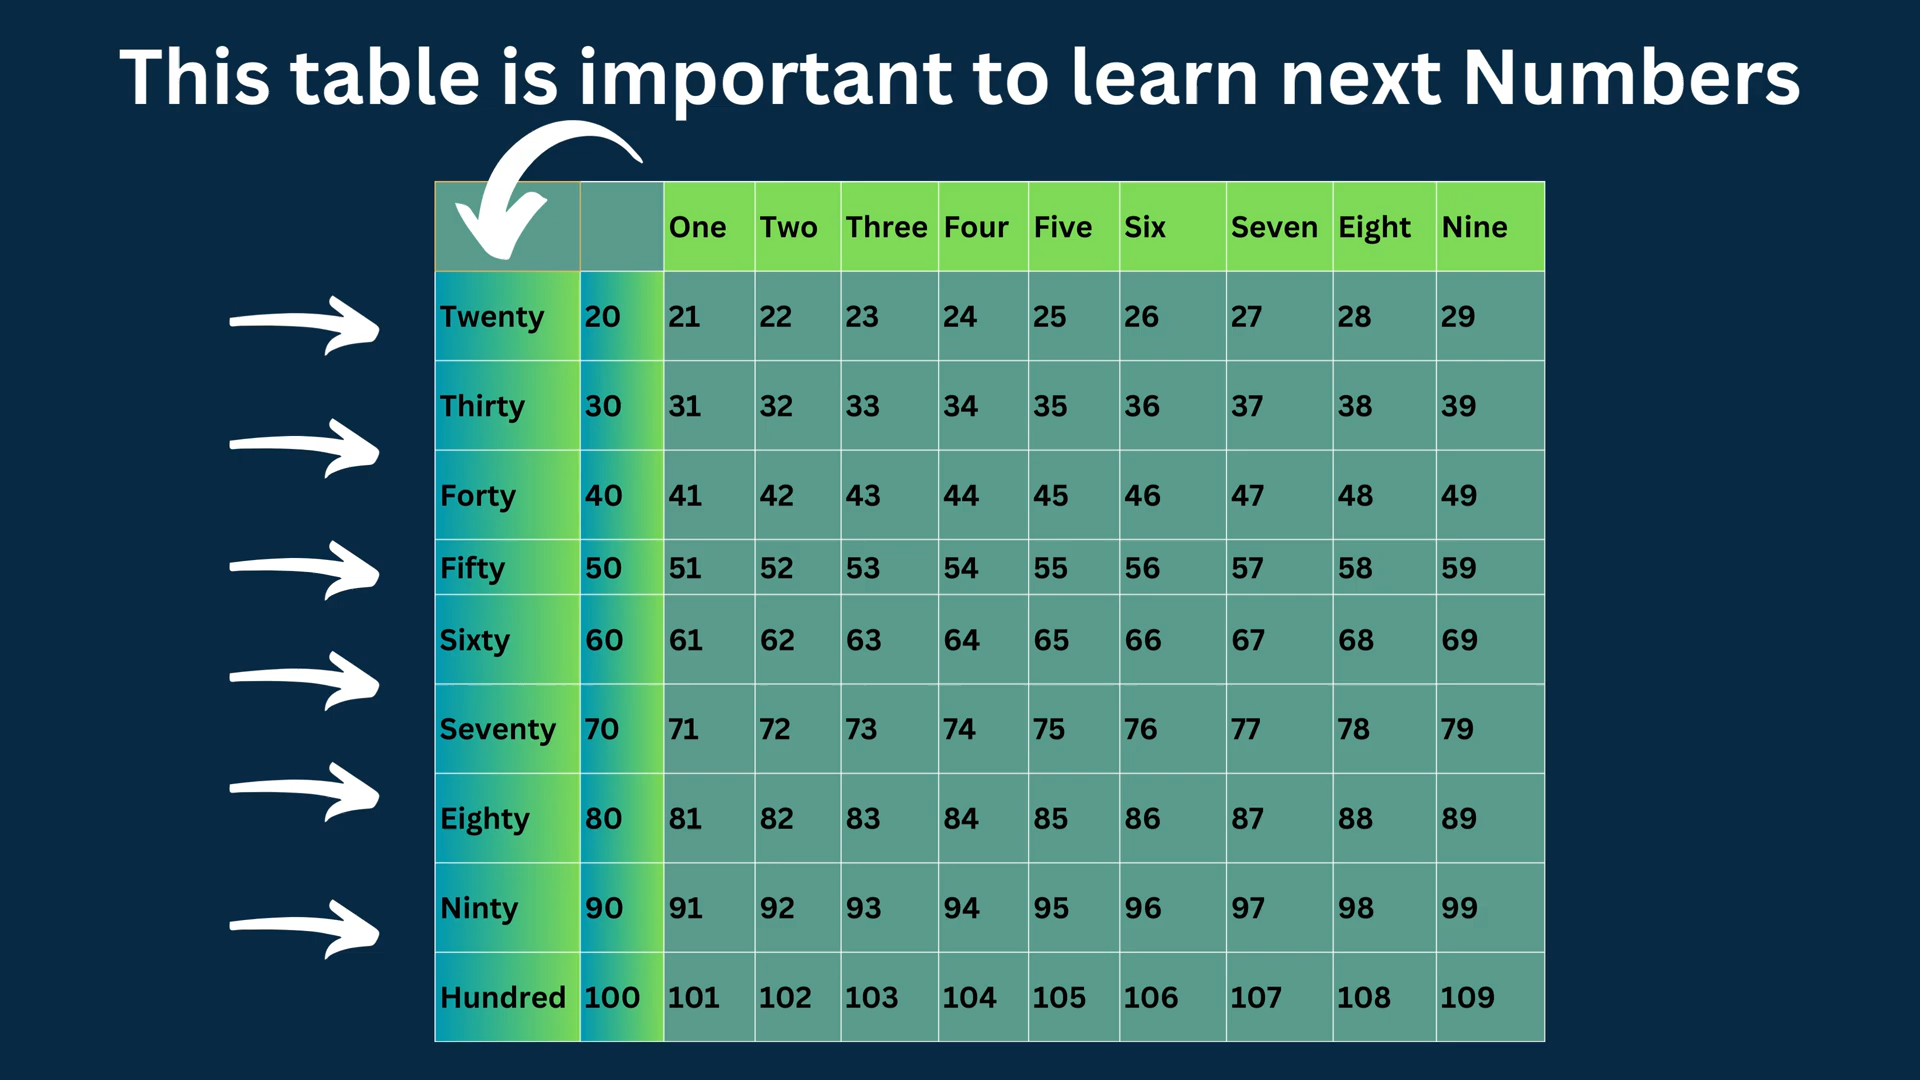 This table is important to learn next Numbers
One Two Three Four Five Six Seven Eight Nine
Twenty 20 21 22 23 24 25 26 27 28 29
Thirty 30 31 32 33 34 35 36 37 38 39
Forty 40 41 42 43 44 45 46 47 48 49
Fifty 50 51 52 53 54 55 56 57 58 59
Sixty 60 61 62 63 64 65 66 67 68 69
Seventy 70 71 72 73 74 75 76 77 78 79
Eighty 80 81 82 83 84 85 86 87 88 89
Ninty 90 91 92 93 94 95 96 97 98 99
Hundred 100 101 102 103 104 105 106 107 108 109